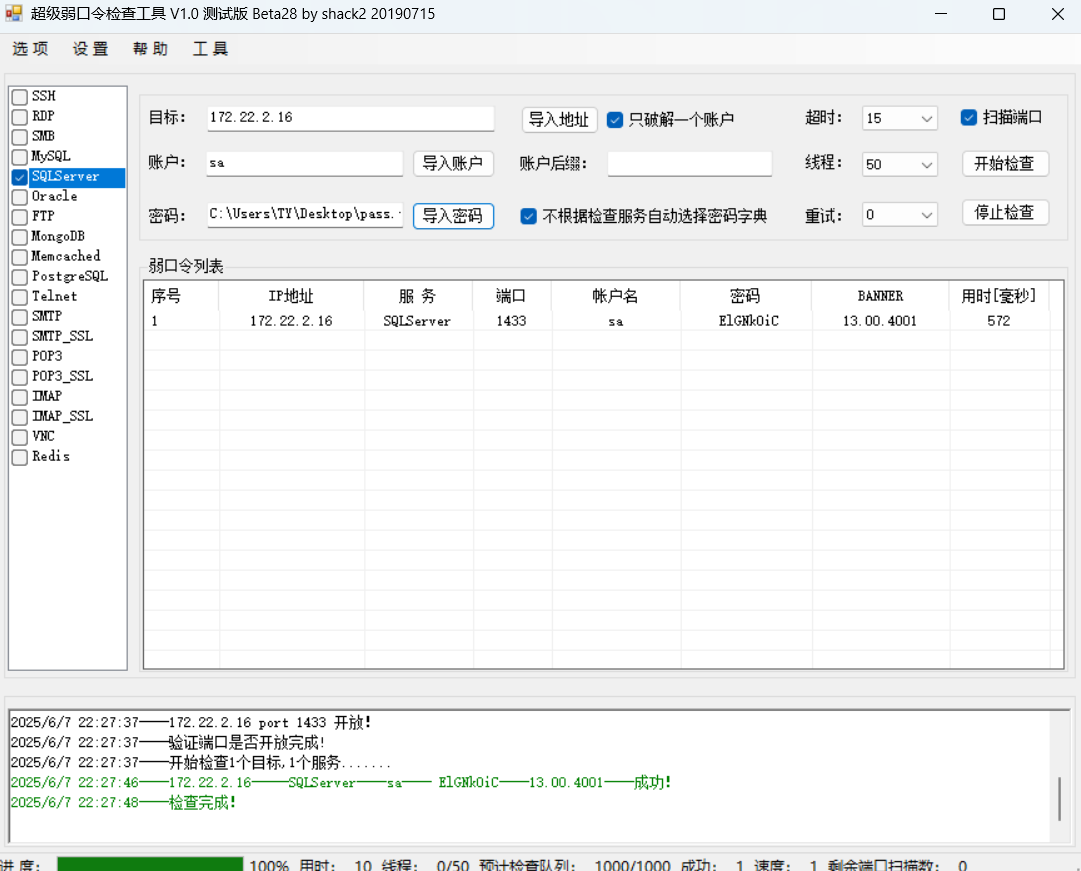 超级弱口令检查工具 V1.0 测试版 Beta28 by shack2 20190715
选项 设置 帮助 工具
SSH
RDP
SMB
MySQL
SQLServer
Oracle
FTP
MongoDB
Memcached
PostgreSQL
Telnet
SMTP
SMTP_SSL
POP3
POP3_SSL
IMAP
IMAP_SSL
VNC
Redis
目标: 172.22.2.16 导入地址 只破解一个账户 超时: 15 扫描端口
账户: sa 导入账户 账户后缀: 线程: 50 开始检查
密码: C:\Users\TY\Desktop\pass. 导入密码 不根据检查服务自动选择密码字典 重试: 0 停止检查
弱口令列表
序号 IP地址 服 务 端口 帐户名 密码 BANNER 用时[毫秒]
1 172.22.2.16 SQLServer 1433 sa ElGNkOiC 13.00.4001 572
2025/6/7 22:27:37——172.22.2.16 port 1433 开放!
2025/6/7 22:27:37——验证端口是否开放完成!
2025/6/7 22:27:37——开始检查1个目标,1个服务.......
2025/6/7 22:27:46——172.22.2.16——SQLServer——sa—— ElGNkOiC——13.00.4001——成功!
2025/6/7 22:27:48——检查完成!
进 度: 100% 用时: 10 线程: 0/50 预计检查队列: 1000/1000 成功: 1 速度: 1 剩余端口扫描数: 0